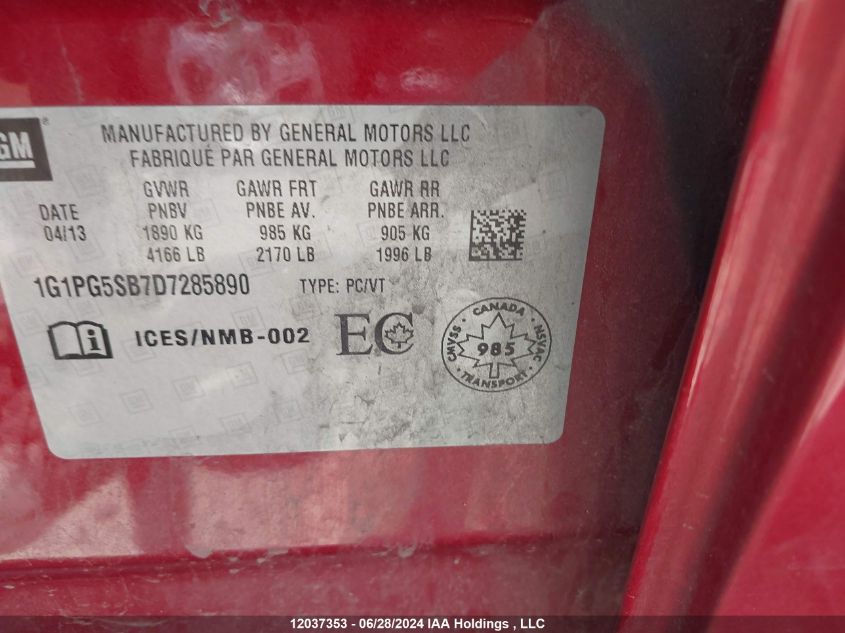 GM®
MANUFACTURED BY GENERAL MOTORS LLC
FABRIQUÉ PAR GENERAL MOTORS LLC
GVWR GAWR FRT GAWR RR
DATE PNBV PNBE AV. PNBE ARR.
04/13 1890 KG 985 KG 905 KG
4166 LB 2170 LB 1996 LB
1G1PG5SB7D7285890 TYPE: PC/VT
i ICES/NMB-002 EC
CANADA
CMVSS 985 NSVAC
TRANSPORT
12037353 - 06/28/2024 IAA Holdings , LLC